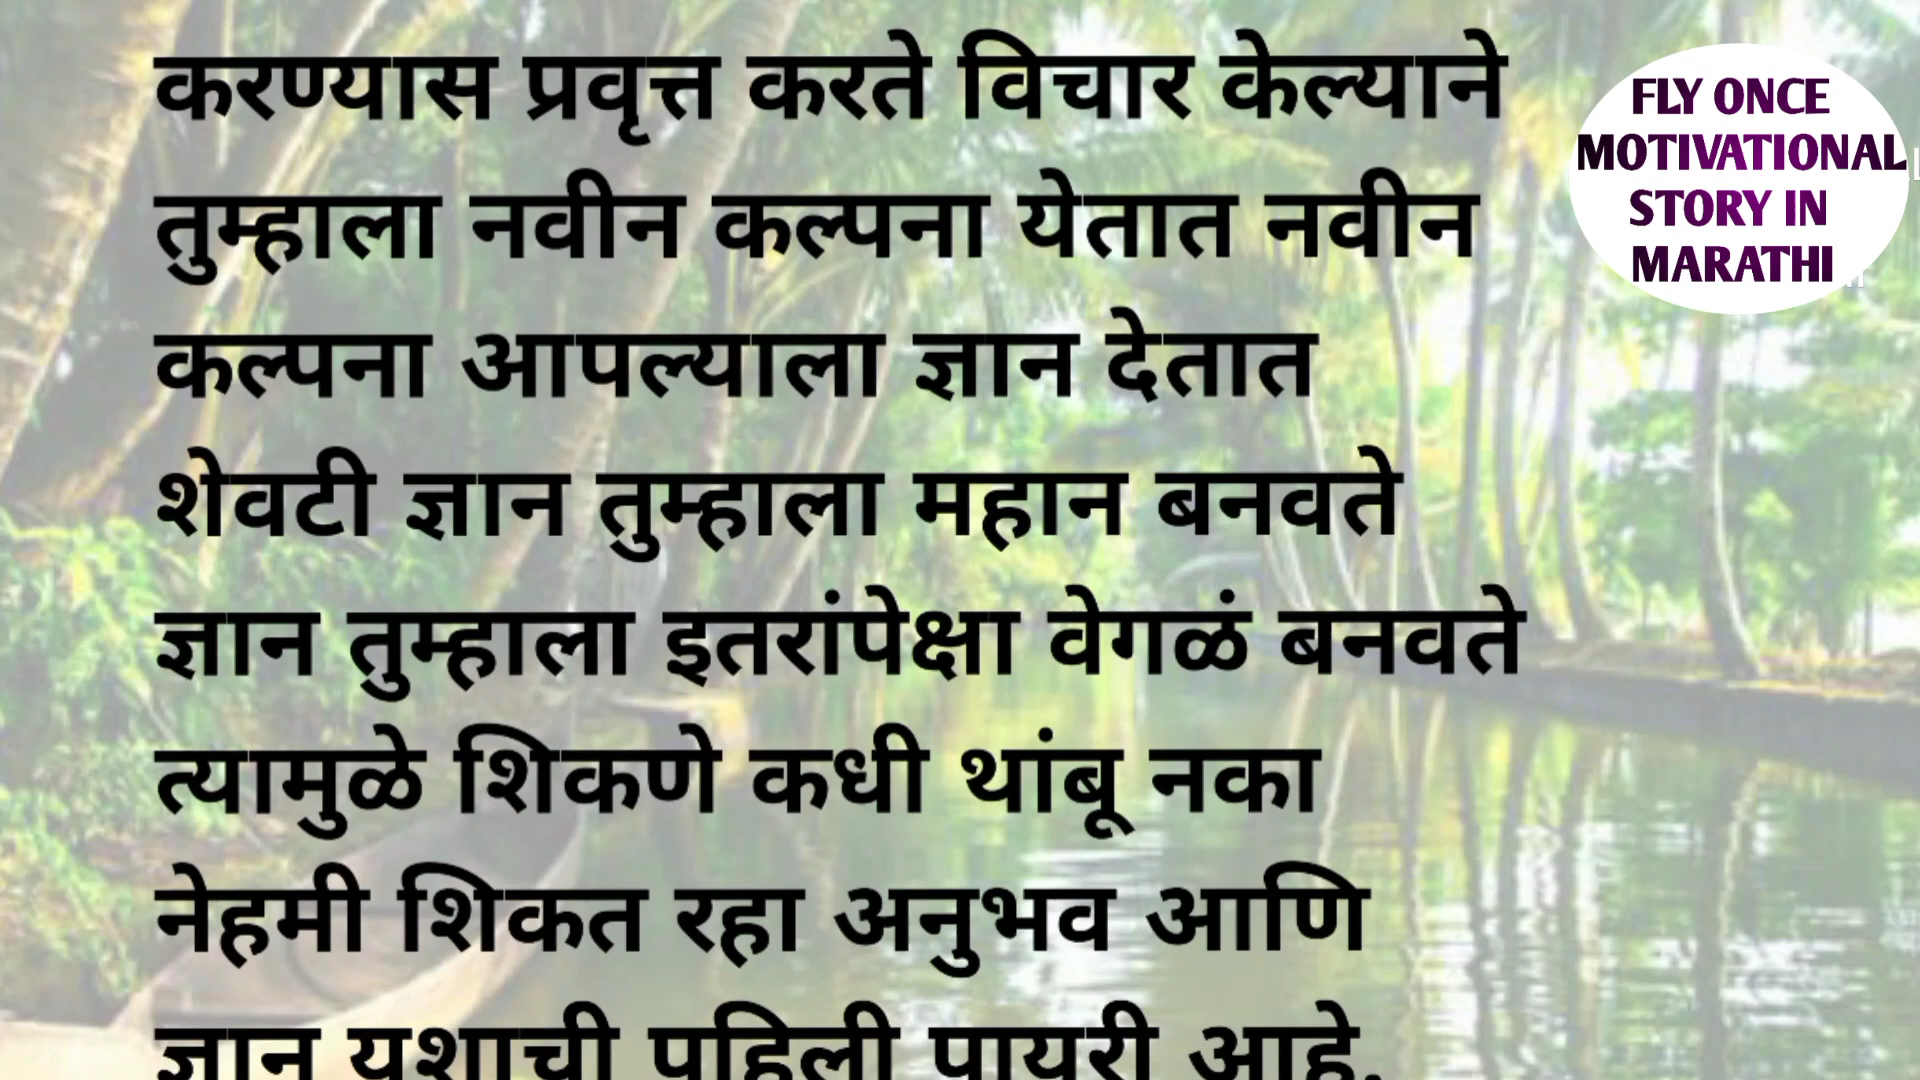 करण्यास प्रवृत्त करते विचार केल्याने
तुम्हाला नवीन कल्पना येतात नवीन
कल्पना आपल्याला ज्ञान देतात
शेवटी ज्ञान तुम्हाला महान बनवते
ज्ञान तुम्हाला इतरांपेक्षा वेगळं बनवते
त्यामुळे शिकणे कधी थांबू नका
नेहमी शिकत रहा अनुभव आणि
ज्ञान यशाची पहिली पायरी आहे.
FLY ONCE
MOTIVATIONAL
STORY IN
MARATHI